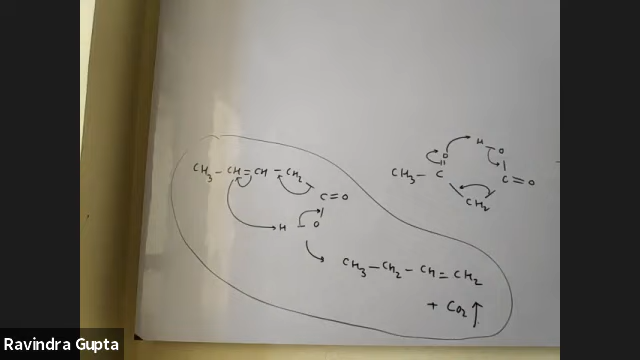 H
O
O
CH3 - C
C = O
CH2
CH3 - CH = CH - CH2
C = O
H - O
CH3 - CH2 - CH = CH2
+ CO2 ↑
Ravindra Gupta